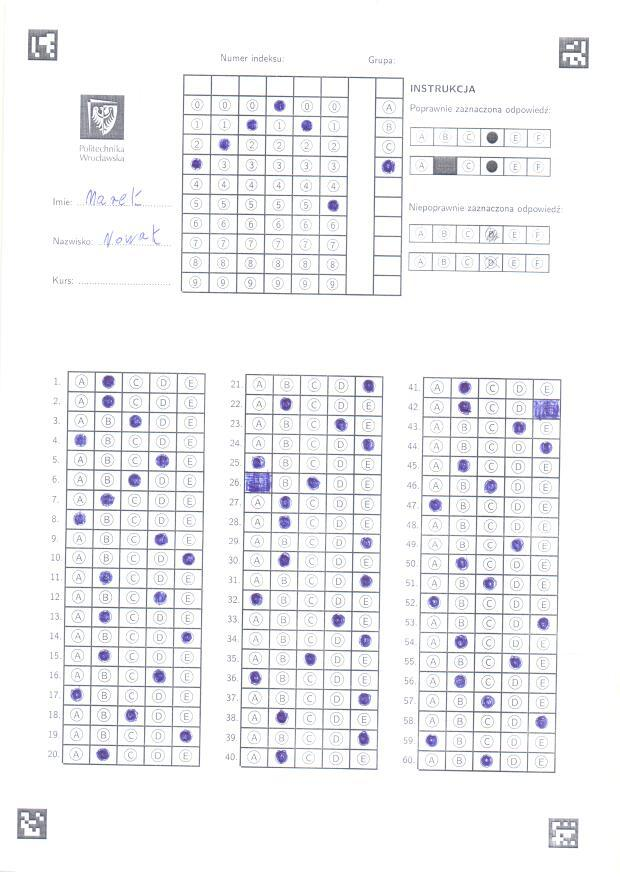 Numer indeksu:
Grupa:
0 0 0 0 0
1 1 1 1
2 2 2 2 2
3 3 3 3 3
4 4 4 4 4 4
5 5 5 5 5
6 6 6 6 6 6
7 7 7 7 7 7
8 8 8 8 8 8
9 9 9 9 9 9
A
B
C
INSTRUKCJA
Poprawnie zaznaczona odpowiedź:
A B C E F
A C E F
Niepoprawnie zaznaczona odpowiedź:
A B C D E F
A B C D E F
Politechnika
Wrocławska
Imie: Marek
Nazwisko: Nowak
Kurs:
1. A C D E
2. A C D E
3. A B D E
4. B C D E
5. A B C E
6. A B D E
7. A C D E
8. B C D E
9. A B C E
10. A B C D
11. A C D E
12. A B C E
13. A C D E
14. A B C D
15. A C D E
16. A B C E
17. B C D E
18. A B D E
19. A B C D
20. A C D E
21. A B C D
22. A C D E
23. A B C E
24. A B C D
25. B C D E
26. B D E
27. A C D E
28. A C D E
29. A B C D
30. A C D E
31. A B C D
32. B C D E
33. A B C E
34. A B C D
35. A B D E
36. B C D E
37. A B C D
38. A C D E
39. A B C D
40. A C D E
41. A C D E
42. A C D
43. A B C E
44. A B C D
45. A C D E
46. A B D E
47. B C D E
48. A B C D E
49. A B C E
50. A C D E
51. A B D E
52. B C D E
53. A B C D
54. A C D E
55. A B C E
56. A C D E
57. A B D E
58. A B C D
59. B C D E
60. A B D E